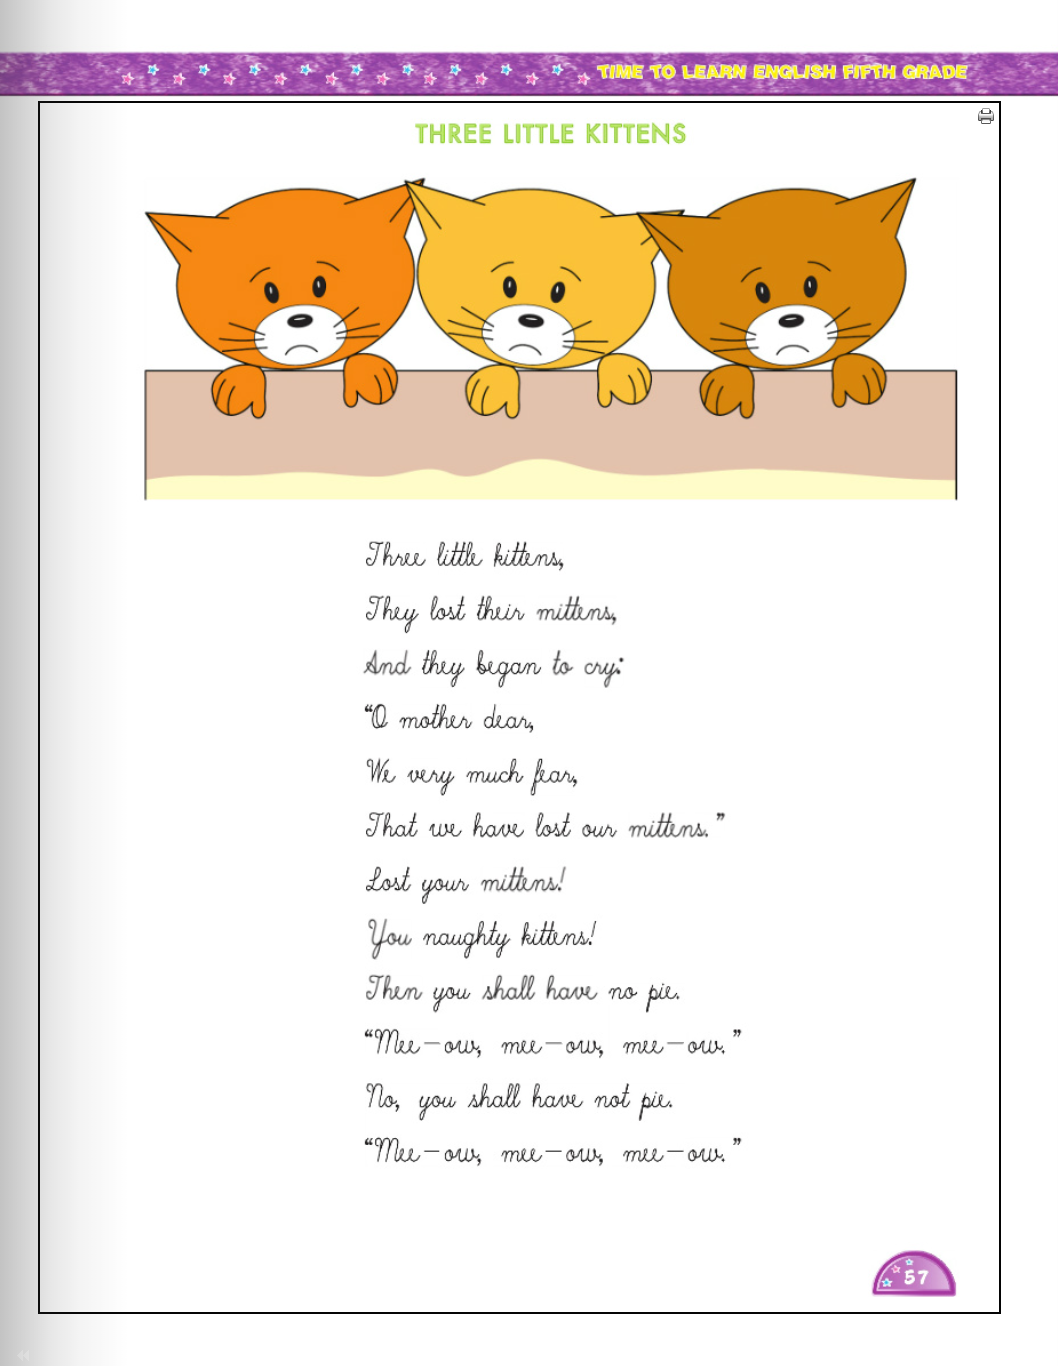 TIME TO LEARN ENGLISH FIFTH GRADE
THREE LITTLE KITTENS
Three little kittens,
They lost their mittens,
And they began to cry:
“O mother dear,
We very much fear,
That we have lost our mittens.”
Lost your mittens!
You naughty kittens!
Then you shall have no pie.
“Mee—ow, mee—ow, mee—ow.”
No, you shall have not pie.
“Mee—ow, mee—ow, mee—ow.”
57
44